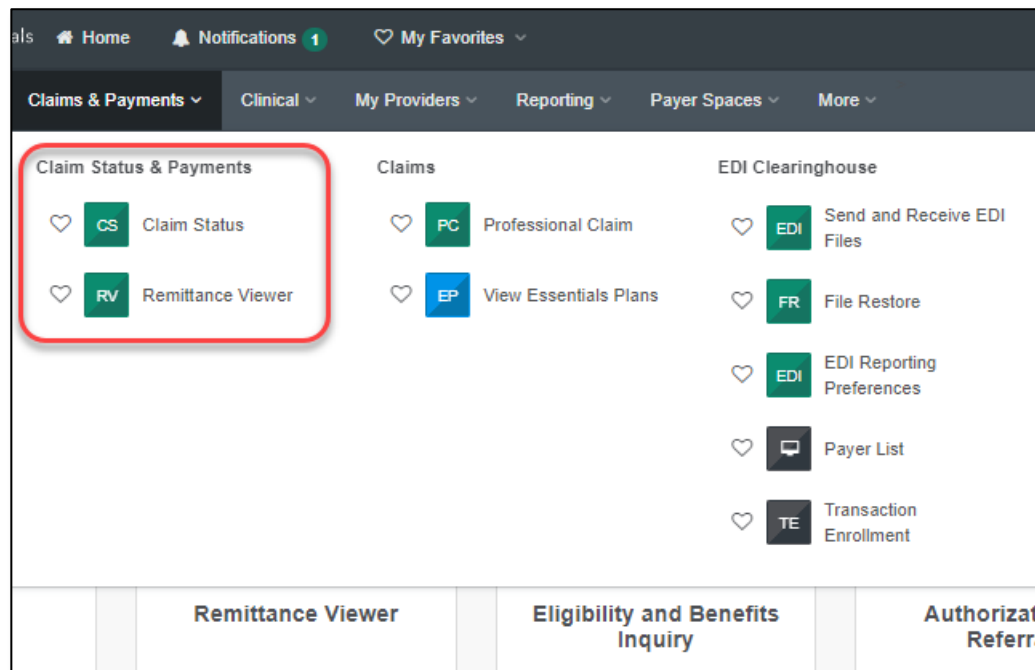 als Home Notifications 1 My Favorites
Claims & Payments Clinical My Providers Reporting Payer Spaces More
Claim Status & Payments
CS Claim Status
RV Remittance Viewer
Claims
PC Professional Claim
EP View Essentials Plans
EDI Clearinghouse
EDI Send and Receive EDI
Files
FR File Restore
EDI EDI Reporting
Preferences
Payer List
TE Transaction
Enrollment
Remittance Viewer
Eligibility and Benefits
Inquiry
Authorizat
Referr